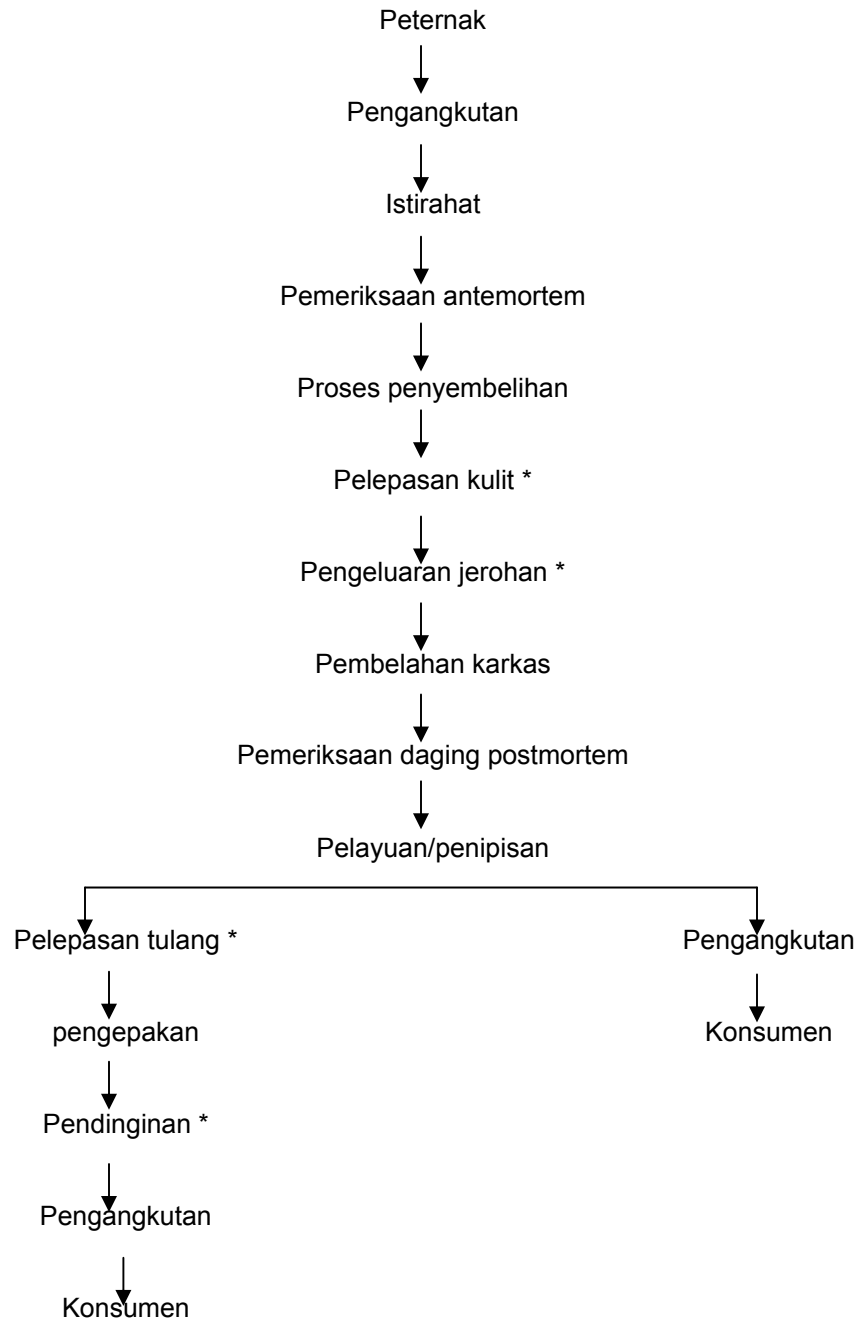 Peternak
Pengangkutan
Istirahat
Pemeriksaan antemortem
Proses penyembelihan
Pelepasan kulit *
Pengeluaran jerohan *
Pembelahan karkas
Pemeriksaan daging postmortem
Pelayuan/penipisan
Pelepasan tulang *
pengepakan
Pendinginan *
Pengangkutan
Konsumen
Pengangkutan
Konsumen